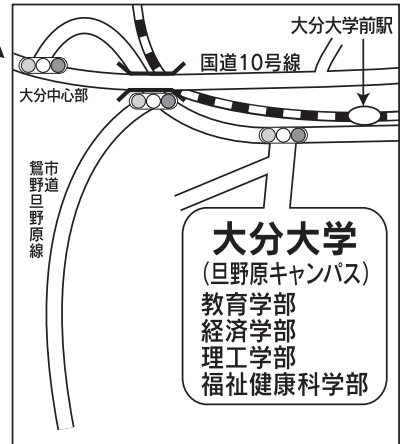 大分大学前駅
国道10号線
大分中心部
市道
鴛野旦野原線
大分大学
(旦野原キャンパス)
教育学部
経済学部
理工学部
福祉健康科学部